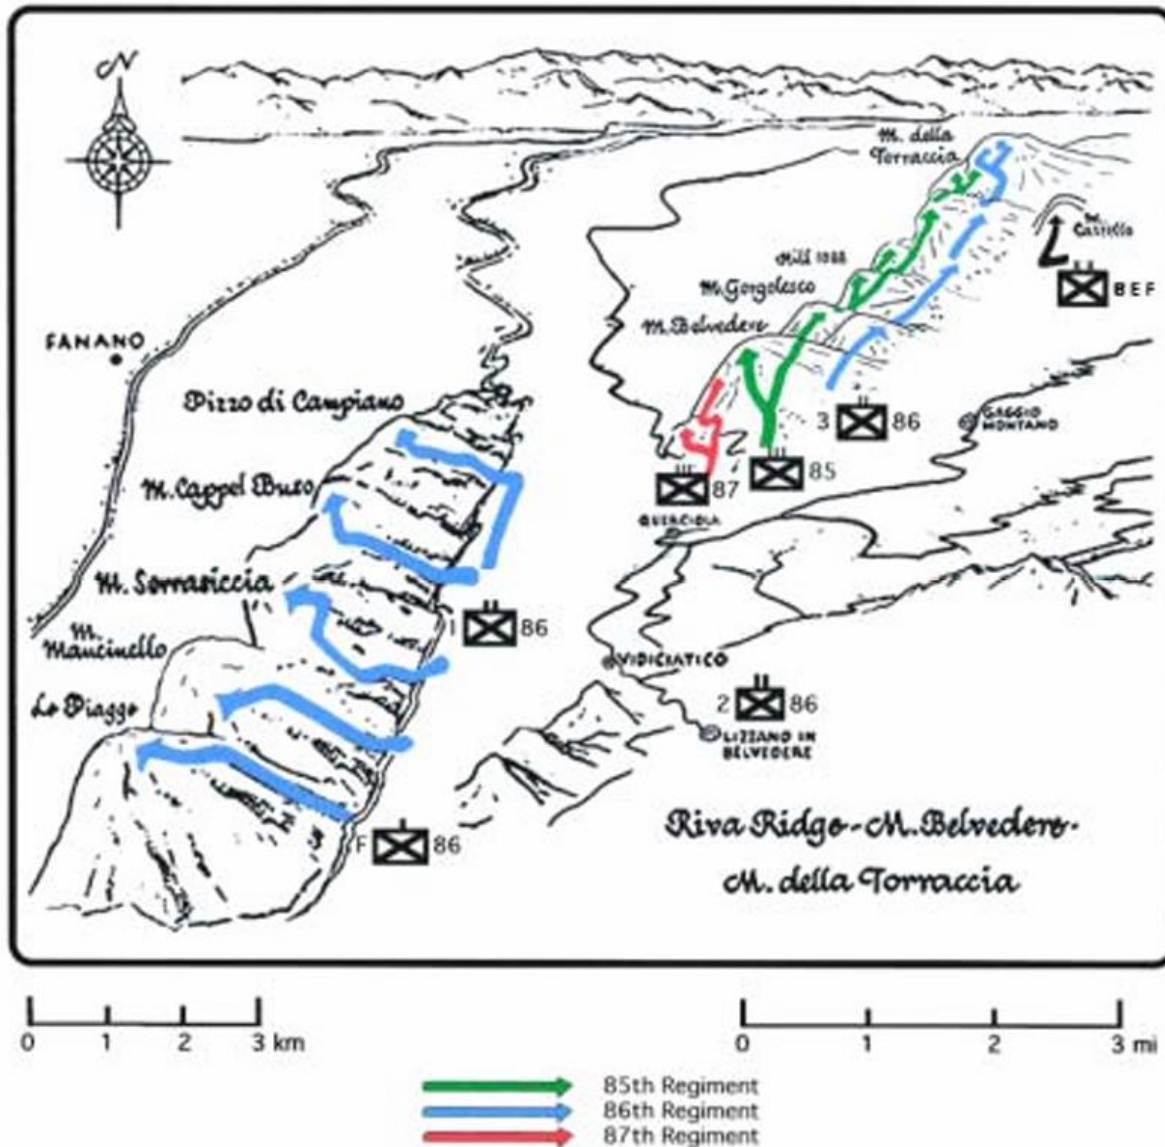 N
M. della
Torraccia
M.
Castello
Hill 1088
BEF
M. Gorgolesco
M. Belvedere
FANANO
Pizzo di Campiano
3 86
GAGGIO
MONTANO
85
M. Cappel Buso
87
QUERCIOLA
M. Serrasiccia
1 86
M.
Mancinello
VIDICIATICO
Le Piagge
2 86
LIZZANO IN
BELVEDERE
F 86
Riva Ridge - M. Belvedere -
M. della Torraccia
0 1 2 3 km
0 1 2 3 mi
85th Regiment
86th Regiment
87th Regiment